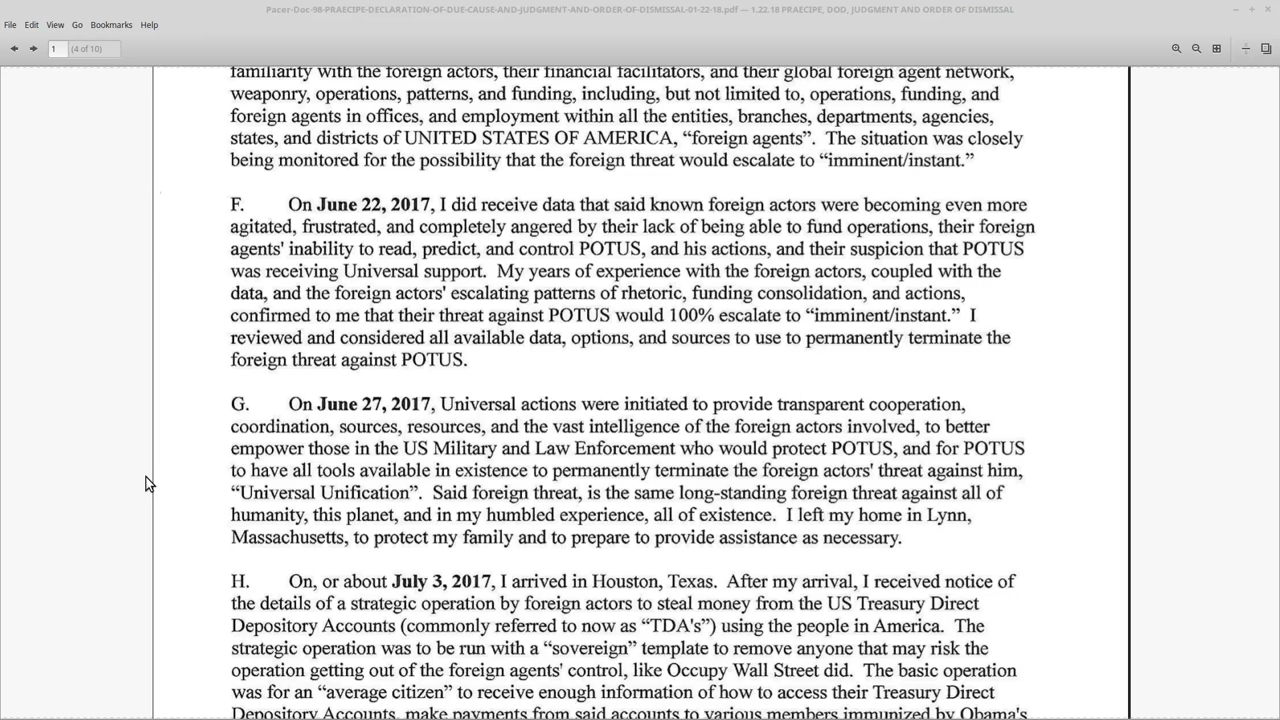 Pacer-Doc-98-PRAECIPE-DECLARATION-OF-DUE-CAUSE-AND-JUDGMENT-AND-ORDER-OF-DISMISSAL-01-22-18.pdf — 1.22.18 PRAECIPE, DOD, JUDGMENT AND ORDER OF DISMISSAL
File Edit View Go Bookmarks Help
1 (4 of 10)
familiarity with the foreign actors, their financial facilitators, and their global foreign agent network,
weaponry, operations, patterns, and funding, including, but not limited to, operations, funding, and
foreign agents in offices, and employment within all the entities, branches, departments, agencies,
states, and districts of UNITED STATES OF AMERICA, “foreign agents”. The situation was closely
being monitored for the possibility that the foreign threat would escalate to “imminent/instant.”
F. On June 22, 2017, I did receive data that said known foreign actors were becoming even more
agitated, frustrated, and completely angered by their lack of being able to fund operations, their foreign
agents' inability to read, predict, and control POTUS, and his actions, and their suspicion that POTUS
was receiving Universal support. My years of experience with the foreign actors, coupled with the
data, and the foreign actors' escalating patterns of rhetoric, funding consolidation, and actions,
confirmed to me that their threat against POTUS would 100% escalate to “imminent/instant.” I
reviewed and considered all available data, options, and sources to use to permanently terminate the
foreign threat against POTUS.
G. On June 27, 2017, Universal actions were initiated to provide transparent cooperation,
coordination, sources, resources, and the vast intelligence of the foreign actors involved, to better
empower those in the US Military and Law Enforcement who would protect POTUS, and for POTUS
to have all tools available in existence to permanently terminate the foreign actors' threat against him,
“Universal Unification”. Said foreign threat, is the same long-standing foreign threat against all of
humanity, this planet, and in my humbled experience, all of existence. I left my home in Lynn,
Massachusetts, to protect my family and to prepare to provide assistance as necessary.
H. On, or about July 3, 2017, I arrived in Houston, Texas. After my arrival, I received notice of
the details of a strategic operation by foreign actors to steal money from the US Treasury Direct
Depository Accounts (commonly referred to now as “TDA's”) using the people in America. The
strategic operation was to be run with a “sovereign” template to remove anyone that may risk the
operation getting out of the foreign agents' control, like Occupy Wall Street did. The basic operation
was for an “average citizen” to receive enough information of how to access their Treasury Direct
Depository Accounts, make payments from said accounts to various members immunized by Obama's